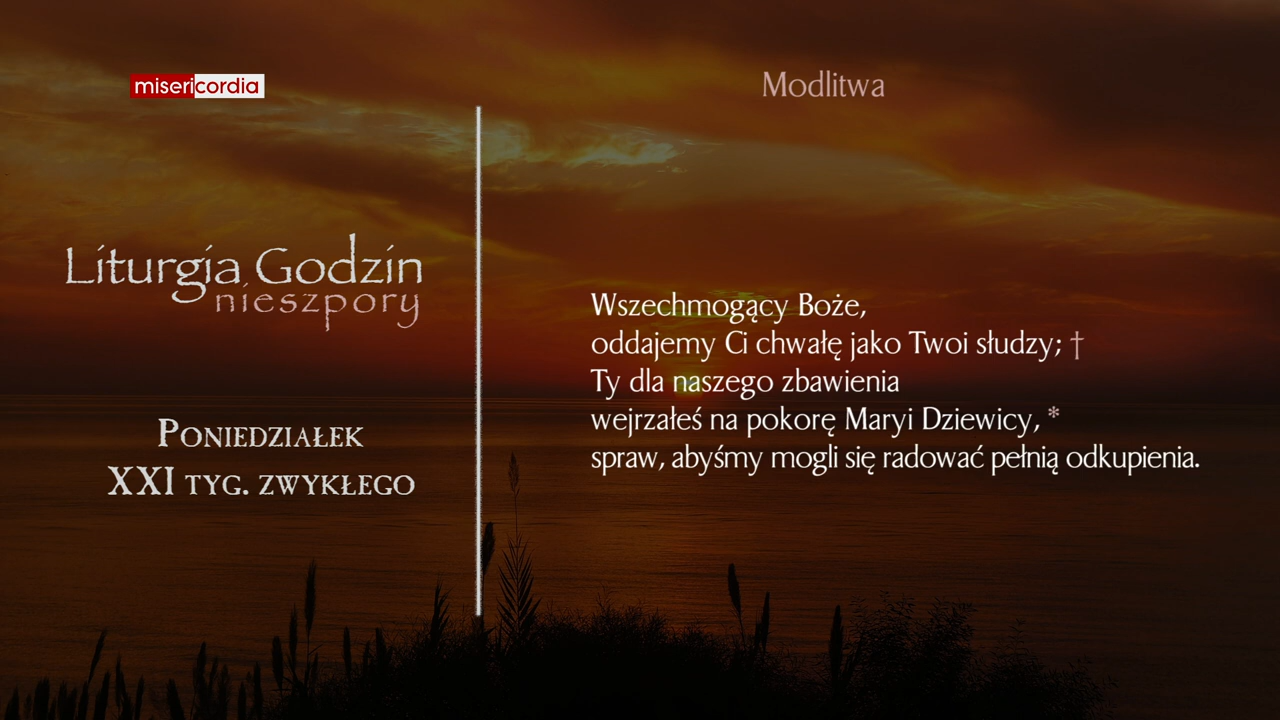 misericordia
Liturgia Godzin
nieszpory
Poniedziałek
XXI tyg. zwykłego
Modlitwa
Wszechmogący Boże,
oddajemy Ci chwałę jako Twoi słudzy; †
Ty dla naszego zbawienia
wejrzałeś na pokorę Maryi Dziewicy, *
spraw, abyśmy mogli się radować pełnią odkupienia.